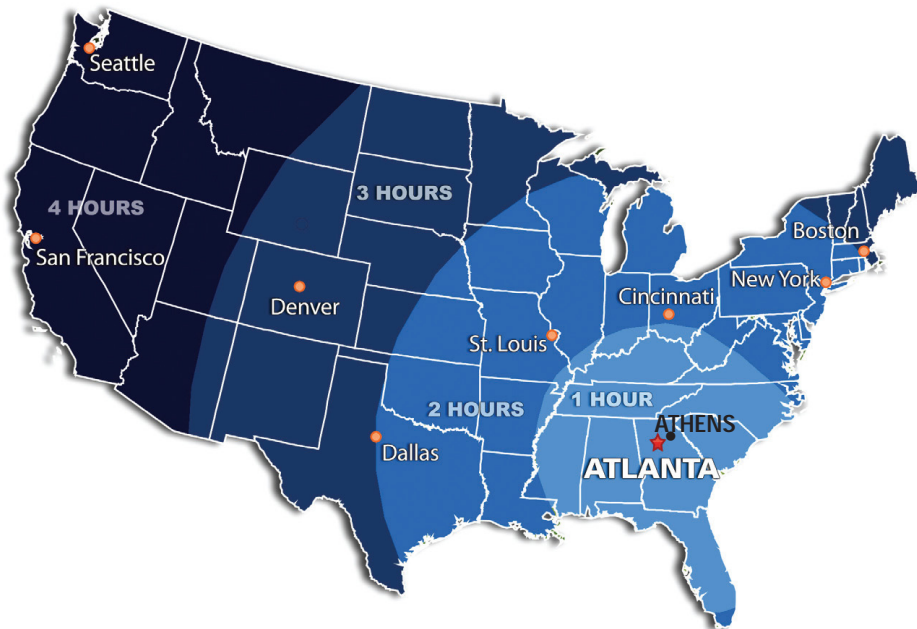 Seattle
3 HOURS
4 HOURS
Boston
San Francisco
New York
Denver
Cincinnati
St. Louis
1 HOUR
2 HOURS
ATHENS
Dallas
ATLANTA